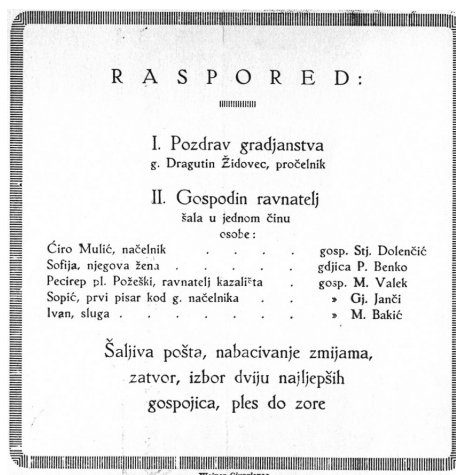 RASPORED:
I. Pozdrav gradjanstva
g. Dragutin Židovec, pročelnik
II. Gospodin ravnatelj
šala u jednom činu
osobe:
Ćiro Mulić, načelnik . . . . gosp. Stj. Dolenčić
Sofija, njegova žena . . . . . gdjica P. Benko
Pecirep pl. Požeški, ravnatelj kazališta . gosp. M. Valek
Sopić, prvi pisar kod g. načelnika . . » Gj. Janči
Ivan, sluga . . . . . . . » M. Bakić
Šaljiva pošta, nabacivanje zmijama,
zatvor, izbor dviju najljepših
gospojica, ples do zore